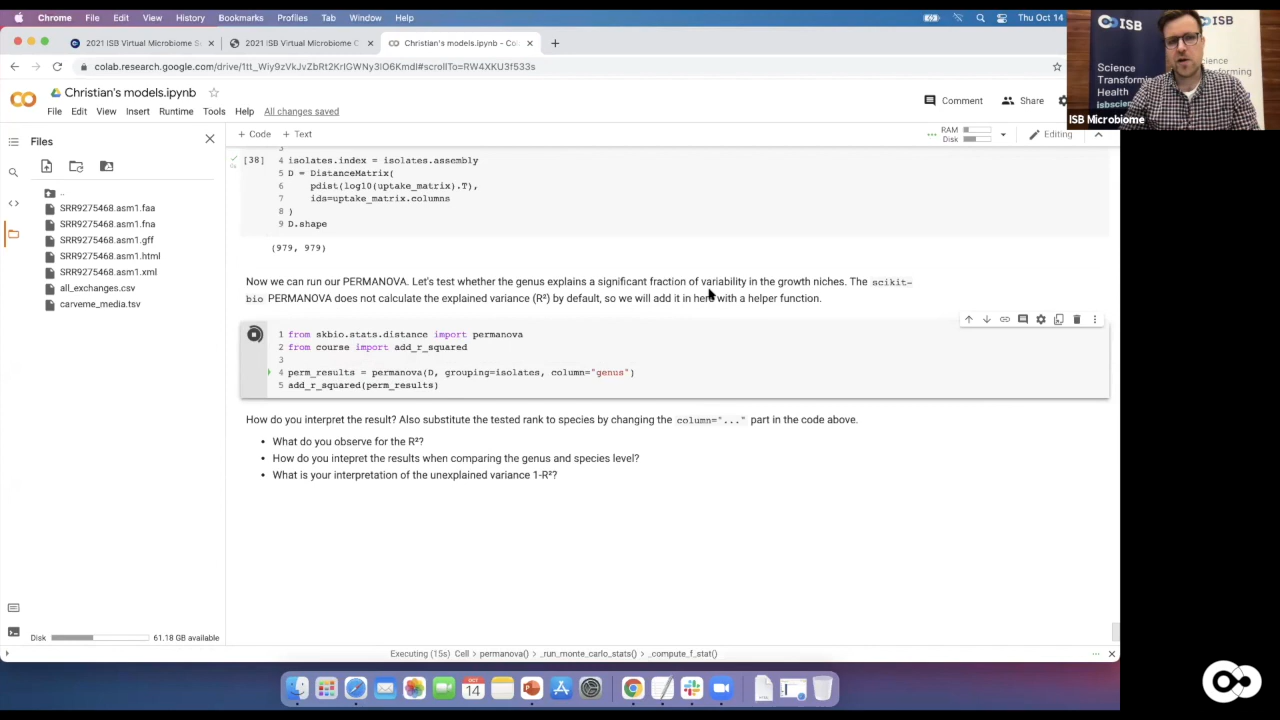 Chrome File Edit View History Bookmarks Profiles Tab Window Help Thu Oct 14
2021 ISB Virtual Microbiome S 2021 ISB Virtual Microbiome C Christian's models.ipynb - Co
colab.research.google.com/drive/1tt_Wiy9zVkJvZbRt2KrIGWNy3IO6Kmdl#scrollTo=RW4XKU3f533s
Christian's models.ipynb
File Edit View Insert Runtime Tools Help All changes saved
Comment Share
Files
+ Code + Text
RAM
Disk
Editing
..
SRR9275468.asm1.faa
SRR9275468.asm1.fna
SRR9275468.asm1.gff
SRR9275468.asm1.html
SRR9275468.asm1.xml
all_exchanges.csv
carveme_media.tsv
Disk 61.18 GB available
[38]
4 isolates.index = isolates.assembly
5 D = DistanceMatrix(
6 pdist(log10(uptake_matrix).T),
7 ids=uptake_matrix.columns
8 )
9 D.shape
(979, 979)
Now we can run our PERMANOVA. Let's test whether the genus explains a significant fraction of variability in the growth niches. The scikit-
bio PERMANOVA does not calculate the explained variance (R²) by default, so we will add it in here with a helper function.
1 from skbio.stats.distance import permanova
2 from course import add_r_squared
3
4 perm_results = permanova(D, grouping=isolates, column="genus")
5 add_r_squared(perm_results)
How do you interpret the result? Also substitute the tested rank to species by changing the column="..." part in the code above.
• What do you observe for the R²?
• How do you intepret the results when comparing the genus and species level?
• What is your interpretation of the unexplained variance 1-R²?
Executing (15s) Cell > permanova() > _run_monte_carlo_stats() > _compute_f_stat()
OCT
14
ISB
ISB
Science
Transforming
Health
isbscie
ISB Microbiome